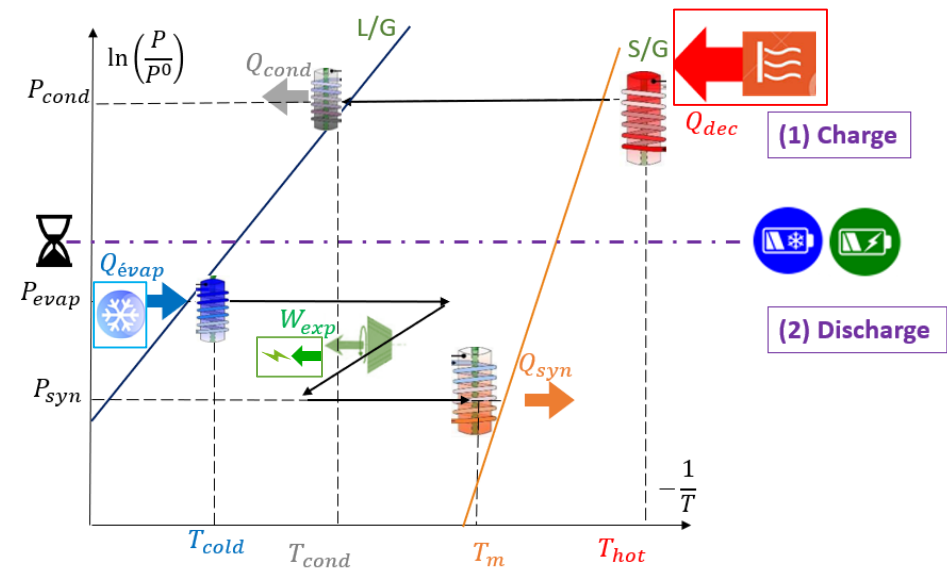 ln(P/P⁰)
L/G
S/G
Q_cond
P_cond
Q_dec
(1) Charge
Q_évap
P_evap
W_exp
(2) Discharge
P_syn
Q_syn
−1/T
T_cold
T_cond
T_m
T_hot